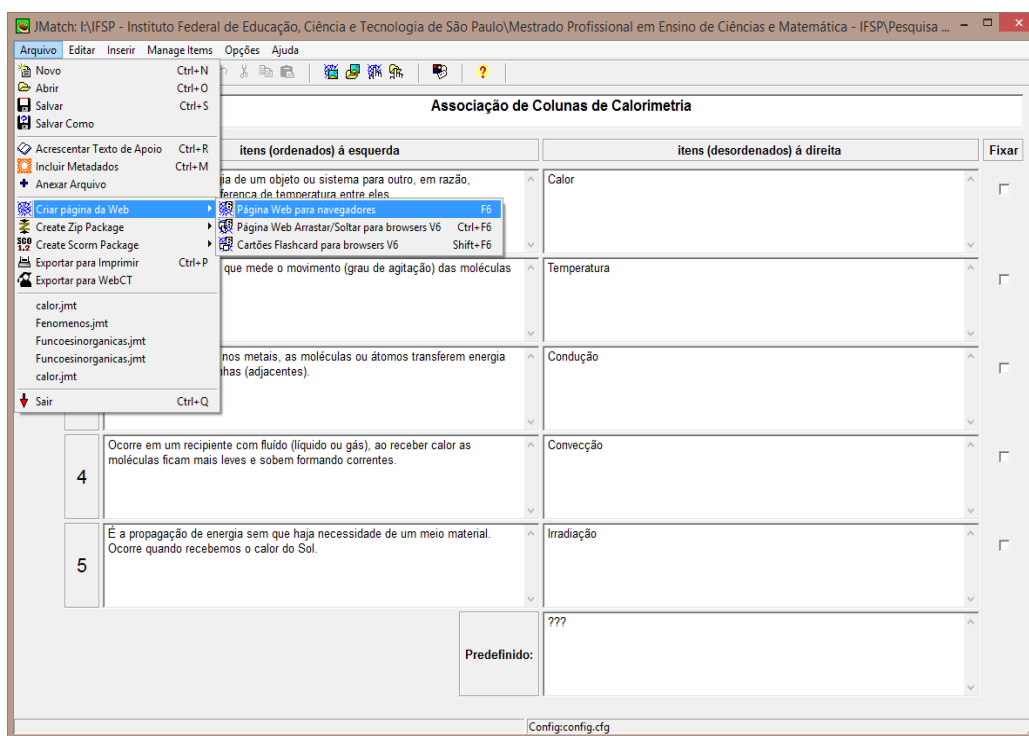 JMatch: I:\IFSP - Instituto Federal de Educação, Ciência e Tecnologia de São Paulo\Mestrado Profissional em Ensino de Ciências e Matemática - IFSP\Pesquisa ...
Arquivo Editar Inserir Manage Items Opções Ajuda
Novo Ctrl+N
Abrir Ctrl+O
Salvar Ctrl+S
Salvar Como
Acrescentar Texto de Apoio Ctrl+R
Incluir Metadados Ctrl+M
Anexar Arquivo
Criar página da Web
Create Zip Package
Create Scorm Package
Exportar para Imprimir Ctrl+P
Exportar para WebCT
calor.jmt
Fenomenos.jmt
Funcoesinorganicas.jmt
Funcoesinorganicas.jmt
calor.jmt
Sair Ctrl+Q
Página Web para navegadores F6
Página Web Arrastar/Soltar para browsers V6 Ctrl+F6
Cartões Flashcard para browsers V6 Shift+F6
Associação de Colunas de Calorimetria
itens (ordenados) á esquerda itens (desordenados) á direita Fixar
de um objeto ou sistema para outro, em razão,
de temperatura entre eles
Calor
que mede o movimento (grau de agitação) das moléculas
Temperatura
nos metais, as moléculas ou átomos transferem energia
(adjacentes).
Condução
4
Ocorre em um recipiente com fluído (líquido ou gás), ao receber calor as
moléculas ficam mais leves e sobem formando correntes.
Convecção
5
É a propagação de energia sem que haja necessidade de um meio material.
Ocorre quando recebemos o calor do Sol.
Irradiação
Predefinido:
???
Config:config.cfg